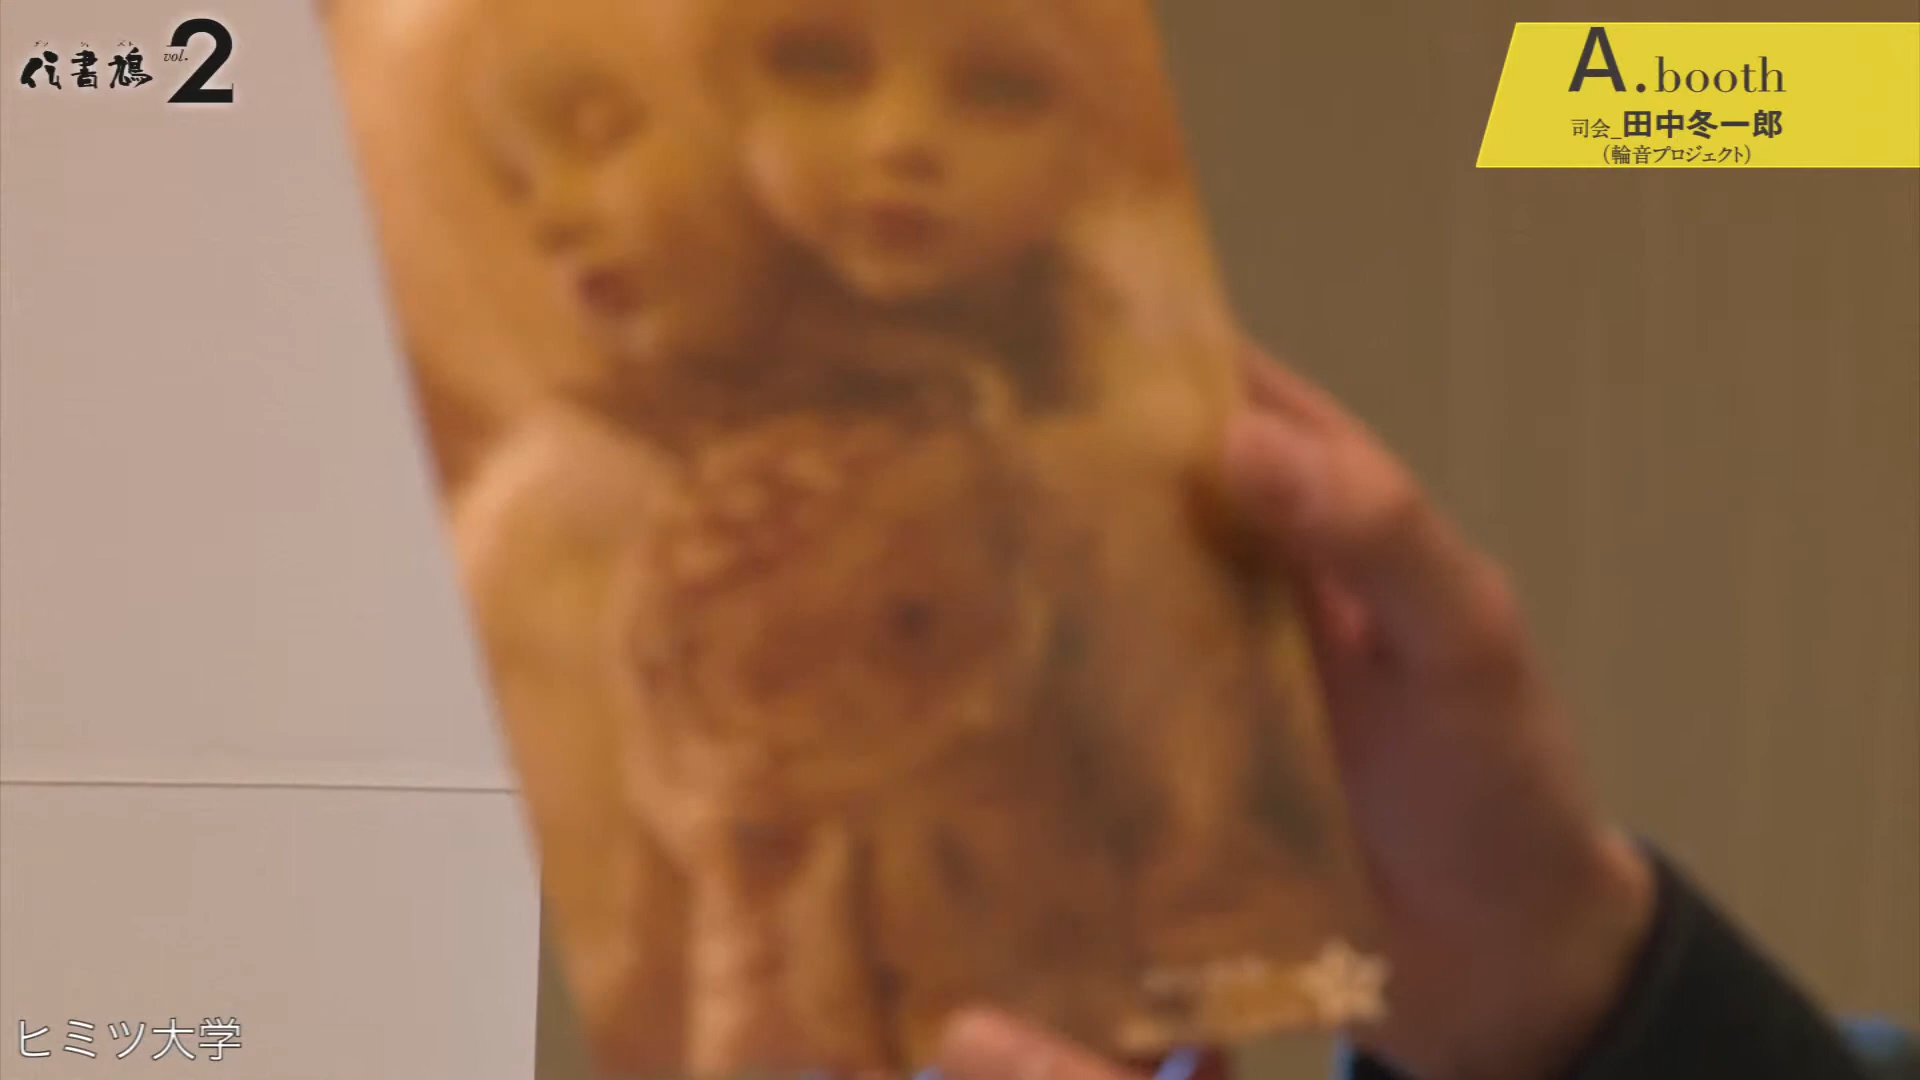 伝書鳩 vol.2
A.booth
司会_田中冬一郎
(輪音プロジェクト)
ヒミツ大学